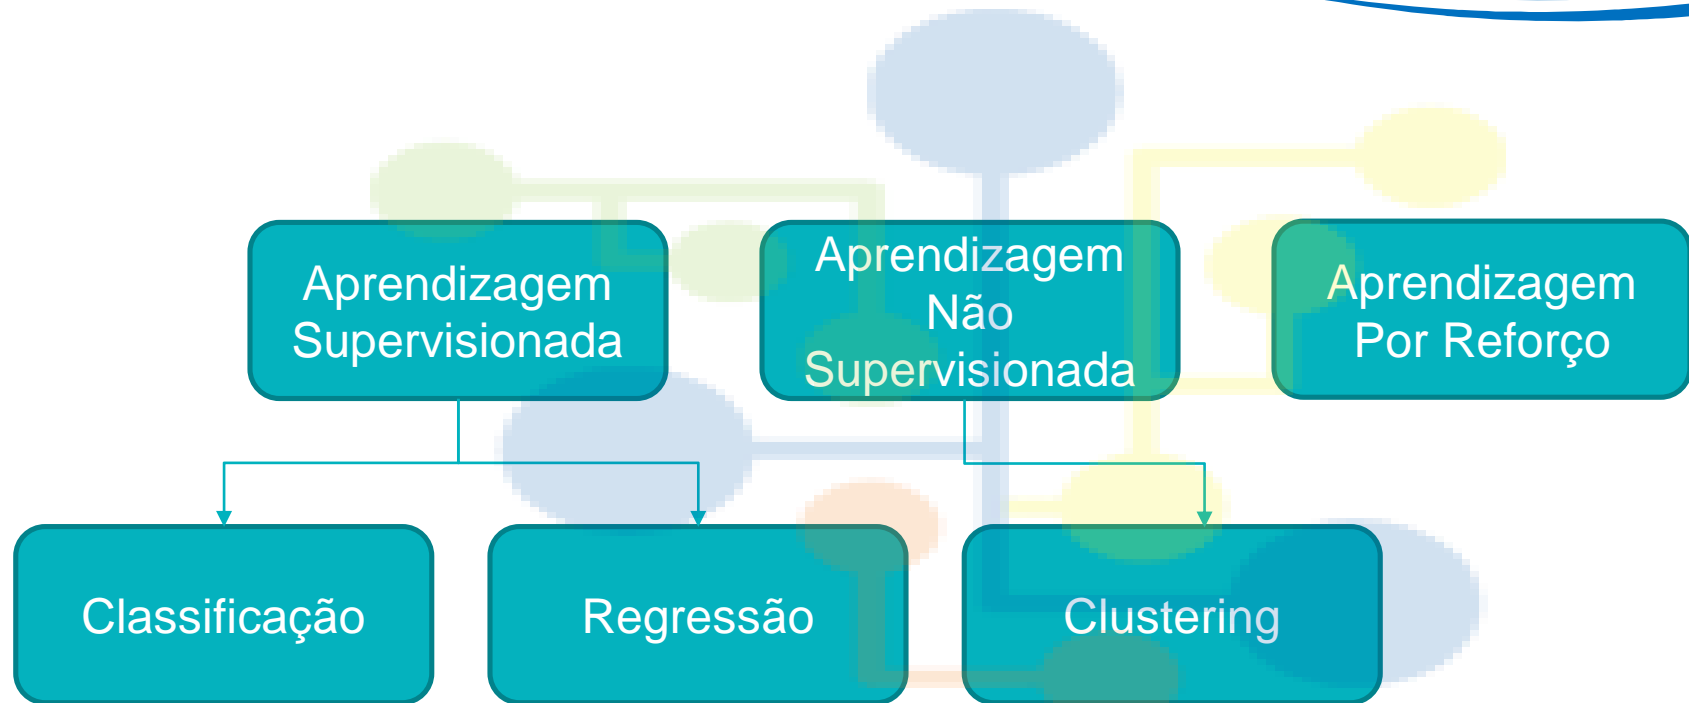 Aprendizagem
Supervisionada
Aprendizagem
Não
Supervisionada
Aprendizagem
Por Reforço
Classificação
Regressão
Clustering